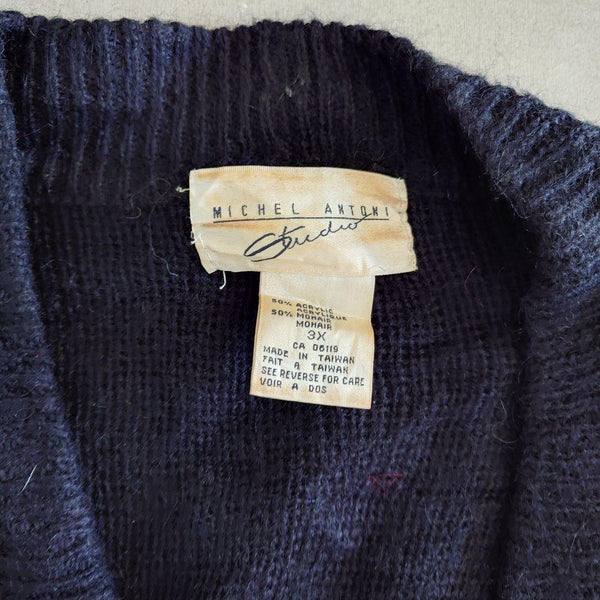 MICHEL ANTONI
Studio
50% ACRYLIC
ACRYLIQUE
50% MOHAIR
MOHAIR
3X
CA 06119
MADE IN TAIWAN
FAIT A TAIWAN
SEE REVERSE FOR CARE
VOIR A DOS